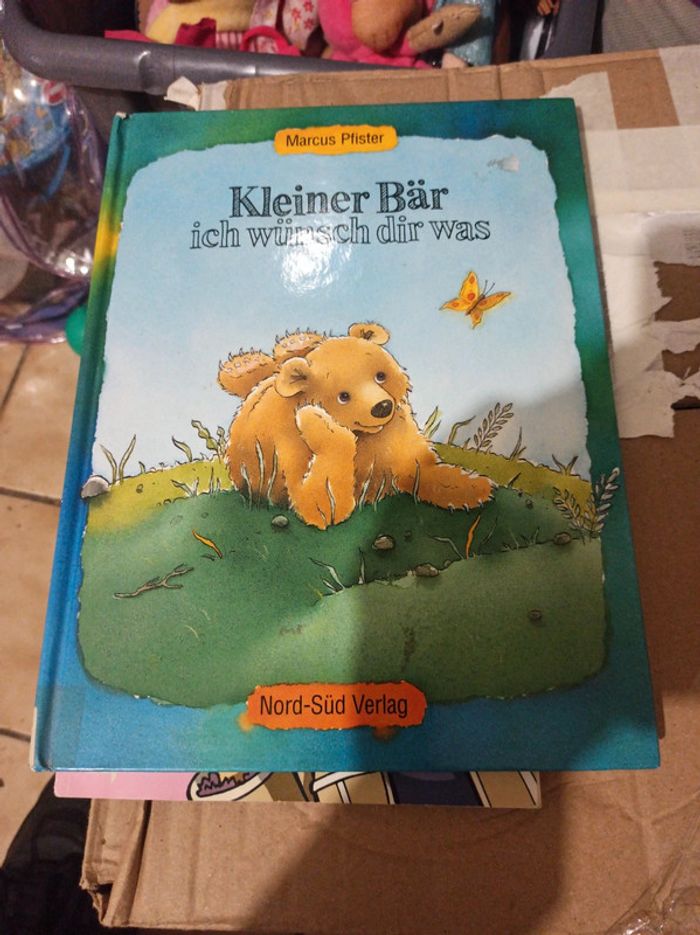 Marcus Pfister
Kleiner Bär
ich wünsch dir was
Nord-Süd Verlag